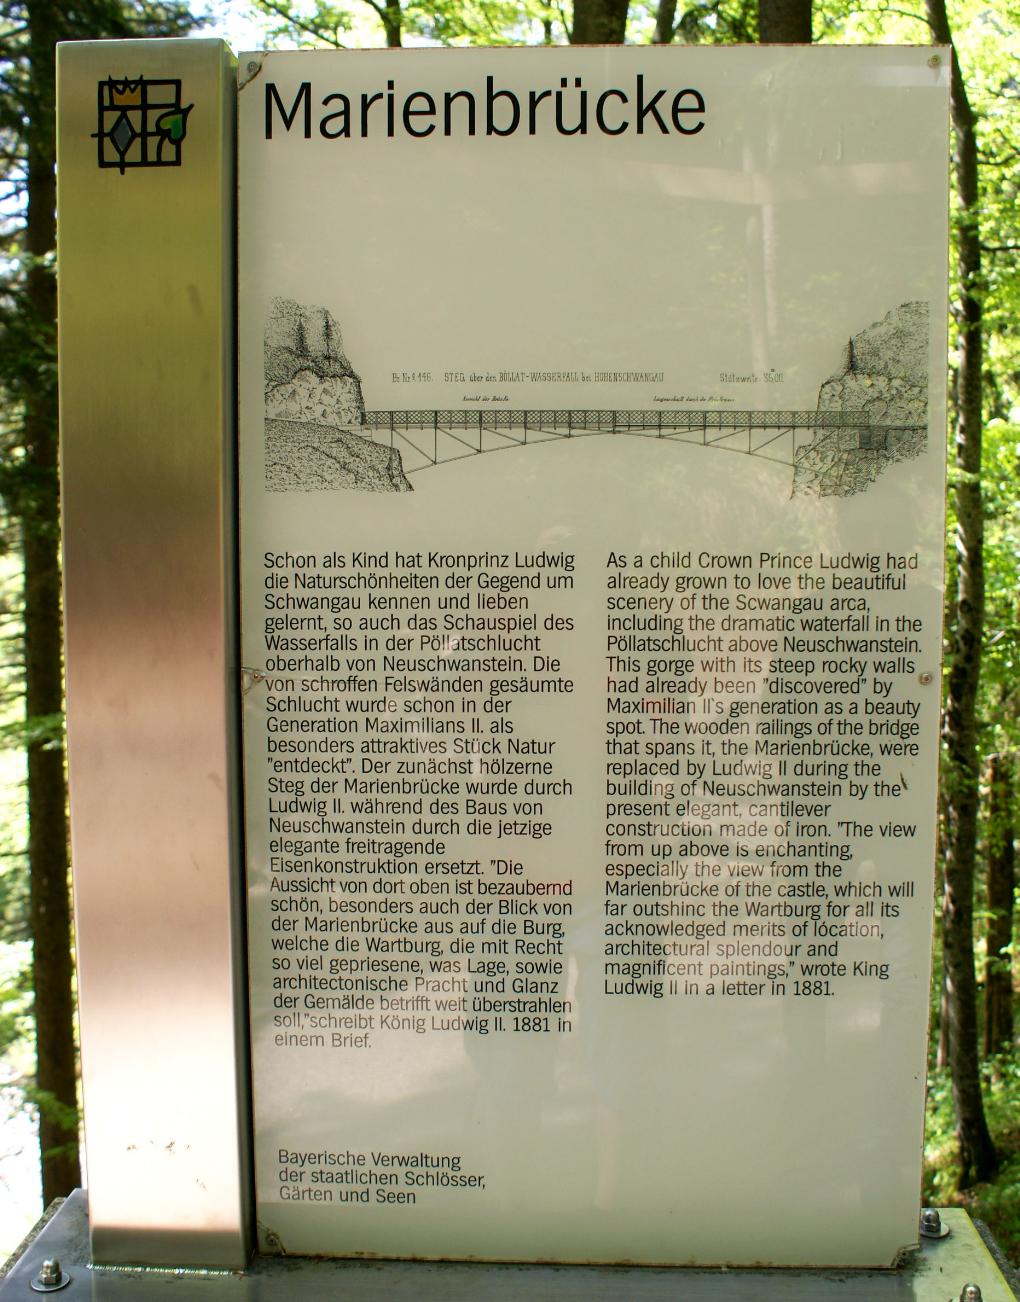 Marienbrücke
STEG über den BÖLLAT-WASSERFALL bei HOHENSCHWANGAU
Ansicht der Brücke
Schon als Kind hat Kronprinz Ludwig
die Naturschönheiten der Gegend um
Schwangau kennen und lieben
gelernt, so auch das Schauspiel des
Wasserfalls in der Pöllatschlucht
oberhalb von Neuschwanstein. Die
von schroffen Felswänden gesäumte
Schlucht wurde schon in der
Generation Maximilians II. als
besonders attraktives Stück Natur
"entdeckt". Der zunächst hölzerne
Steg der Marienbrücke wurde durch
Ludwig II. während des Baus von
Neuschwanstein durch die jetzige
elegante freitragende
Eisenkonstruktion ersetzt. "Die
Aussicht von dort oben ist bezaubernd
schön, besonders auch der Blick von
der Marienbrücke aus auf die Burg,
welche die Wartburg, die mit Recht
so viel gepriesene, was Lage, sowie
architektonische Pracht und Glanz
der Gemälde betrifft weit überstrahlen
soll,"schreibt König Ludwig II. 1881 in
einem Brief.
As a child Crown Prince Ludwig had
already grown to love the beautiful
scenery of the Scwangau arca,
including the dramatic waterfall in the
Pöllatschlucht above Neuschwanstein.
This gorge with its steep rocky walls
had already been "discovered" by
Maximilian II's generation as a beauty
spot. The wooden railings of the bridge
that spans it, the Marienbrücke, were
replaced by Ludwig II during the
building of Neuschwanstein by the
present elegant, cantilever
construction made of iron. "The view
from up above is enchanting,
especially the view from the
Marienbrücke of the castle, which will
far outshinc the Wartburg for all its
acknowledged merits of location,
architectural splendour and
magnificent paintings," wrote King
Ludwig II in a letter in 1881.
Bayerische Verwaltung
der staatlichen Schlösser,
Gärten und Seen